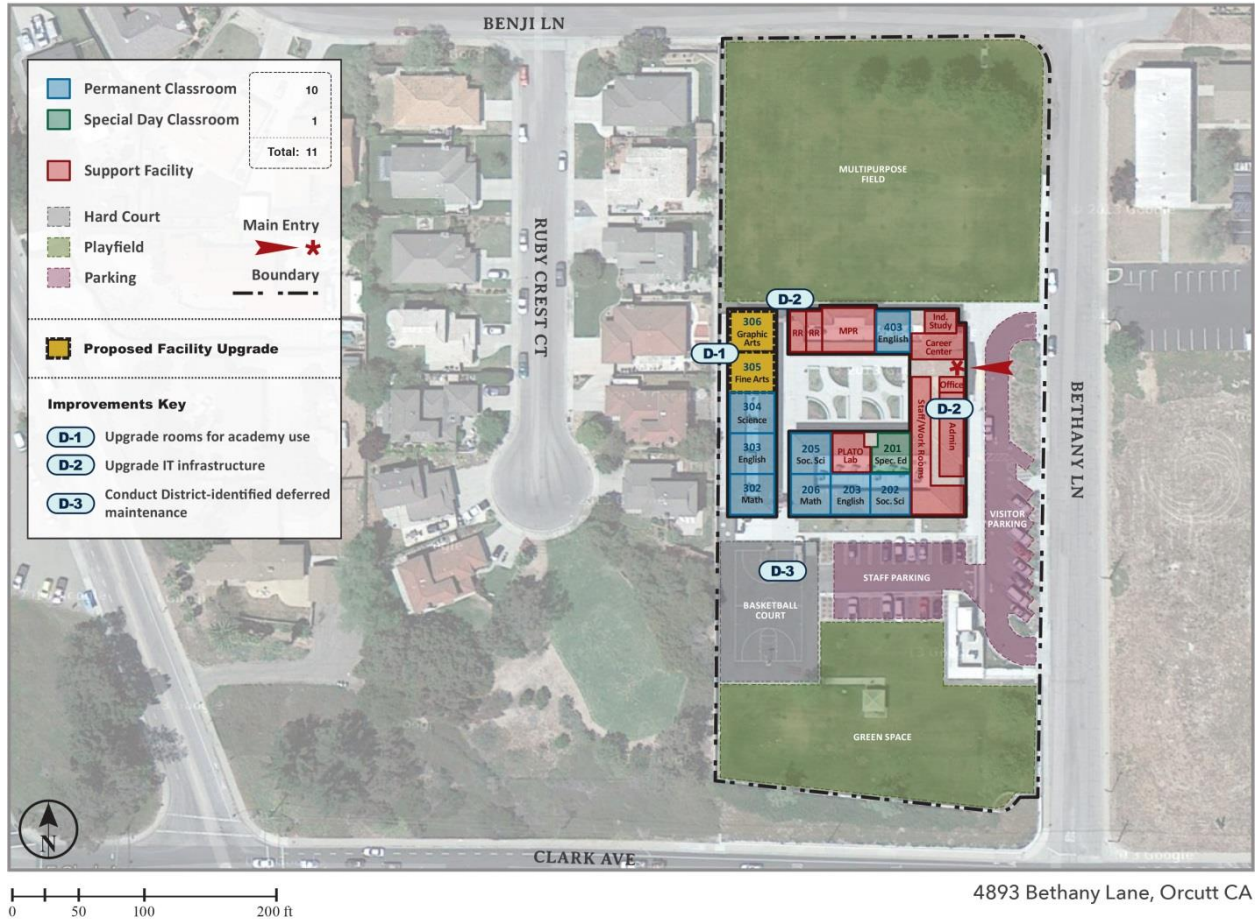 BENJI LN
Permanent Classroom 10
Special Day Classroom 1
Total: 11
Support Facility
Hard Court
Playfield
Parking
Main Entry
*
Boundary
Proposed Facility Upgrade
Improvements Key
D-1 Upgrade rooms for academy use
D-2 Upgrade IT infrastructure
D-3 Conduct District-identified deferred
maintenance
RUBY CREST CT
MULTIPURPOSE
FIELD
D-2
306
Graphic
Arts
D-1
305
Fine Arts
304
Science
303
English
302
Math
RR
RR
MPR
403
English
Ind.
Study
Career
Center
*
Office
D-2
Staff/Work Rooms
Admin
205
Soc. Sci
PLATO
Lab
201
Spec. Ed
206
Math
203
English
202
Soc. Sci
BETHANY LN
VISITOR
PARKING
STAFF PARKING
D-3
BASKETBALL
COURT
GREEN SPACE
N
CLARK AVE
0 50 100 200 ft
4893 Bethany Lane, Orcutt CA